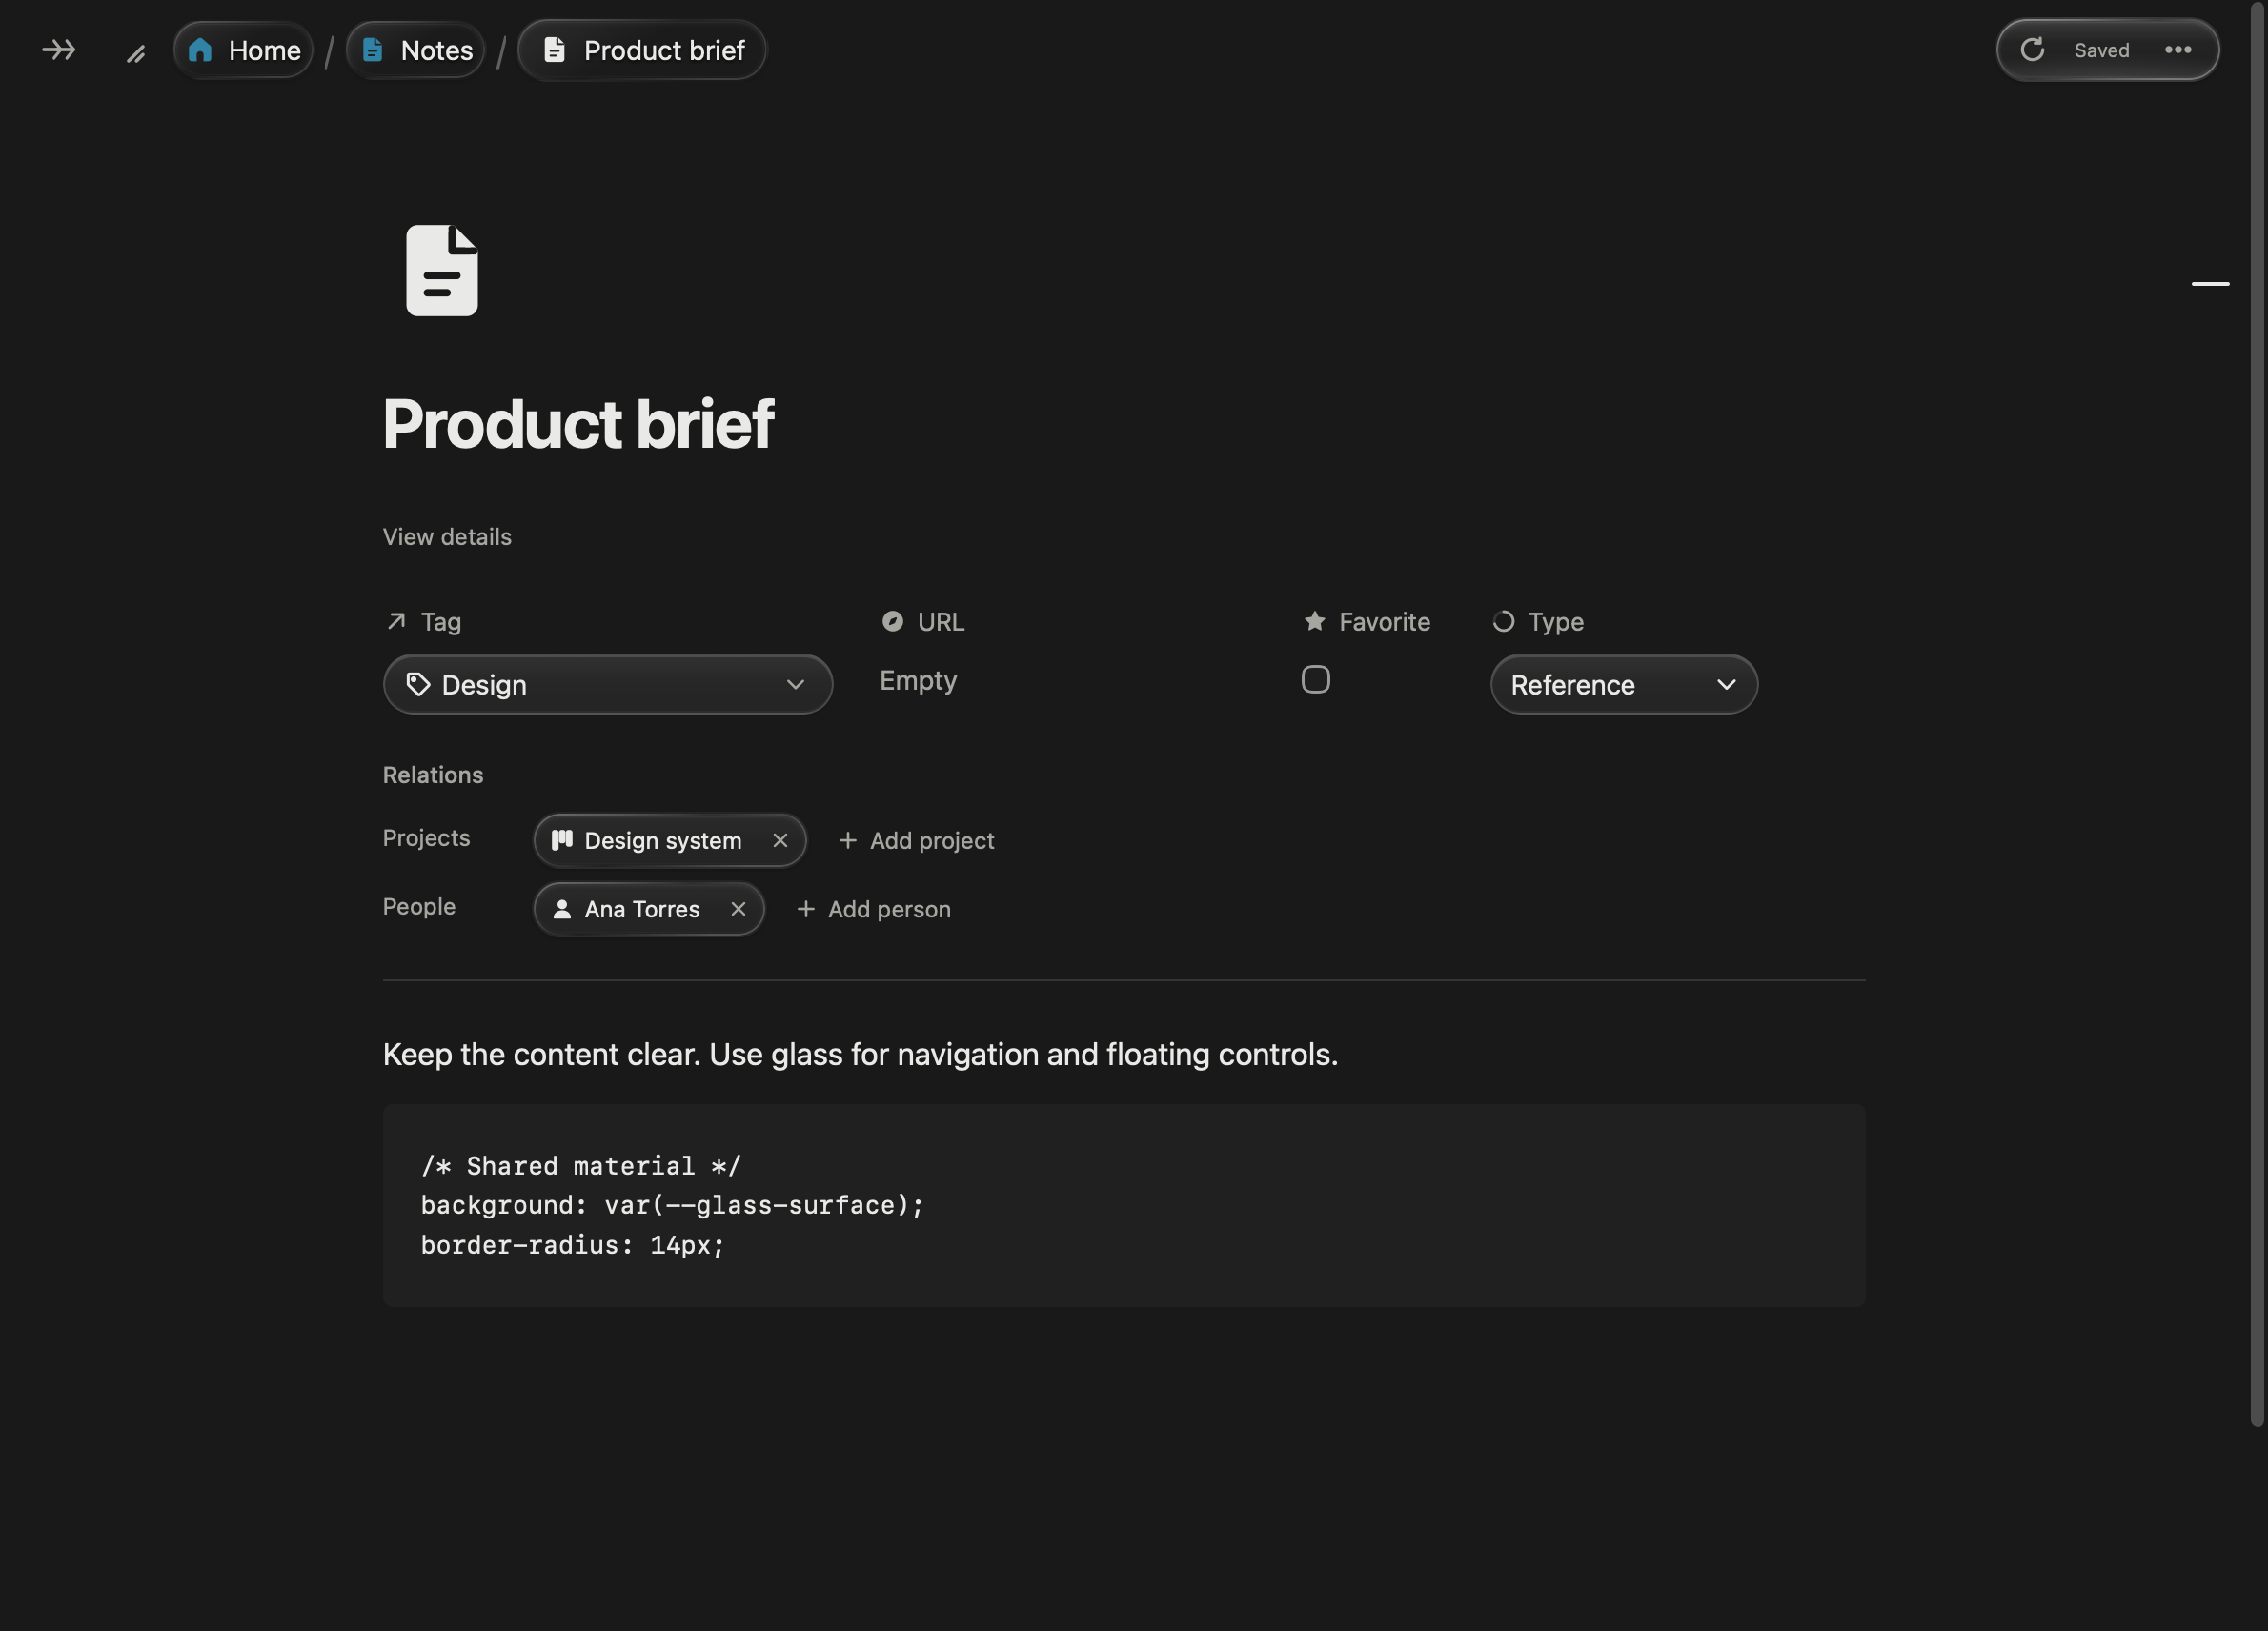 Home / Notes / Product brief
Saved
Product brief
View details
Tag
URL
Favorite
Type
Design
Empty
Reference
Relations
Projects
Design system
Add project
People
Ana Torres
Add person
Keep the content clear. Use glass for navigation and floating controls.
/* Shared material */
background: var(--glass-surface);
border-radius: 14px;